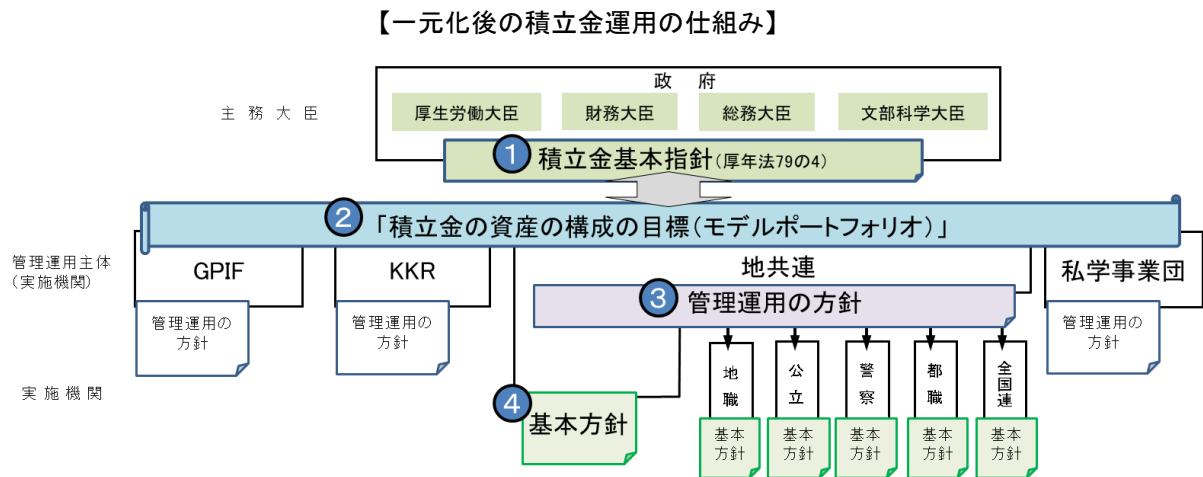 【一元化後の積立金運用の仕組み】
政府
主務大臣
厚生労働大臣
財務大臣
総務大臣
文部科学大臣
① 積立金基本指針(厚年法79の4)
② 「積立金の資産の構成の目標(モデルポートフォリオ)」
管理運用主体
(実施機関)
GPIF
KKR
地共連
私学事業団
③ 管理運用の方針
管理運用の
方針
管理運用の
方針
管理運用の
方針
実施機関
地職
公立
警察
都職
全国連
④ 基本方針
基本
方針
基本
方針
基本
方針
基本
方針
基本
方針